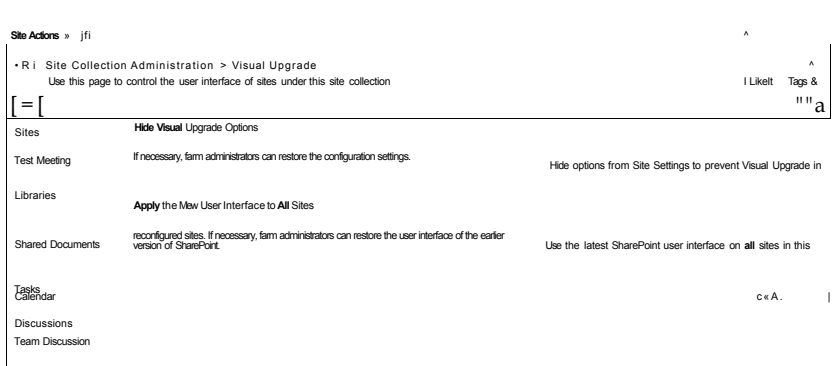 Site Actions » jfi ^
•Ri Site Collection Administration > Visual Upgrade ^
Use this page to control the user interface of sites under this site collection I LikeIt Tags &
[=[ ""a
Sites Hide Visual Upgrade Options
Test Meeting If necessary, farm administrators can restore the configuration settings. Hide options from Site Settings to prevent Visual Upgrade in
Libraries
Apply the Mew User Interface to All Sites
reconfigured sites. If necessary, farm administrators can restore the user interface of the earlier
Shared Documents version of SharePoint. Use the latest SharePoint user interface on all sites in this
Tasks
Calendar c«A. |
Discussions
Team Discussion